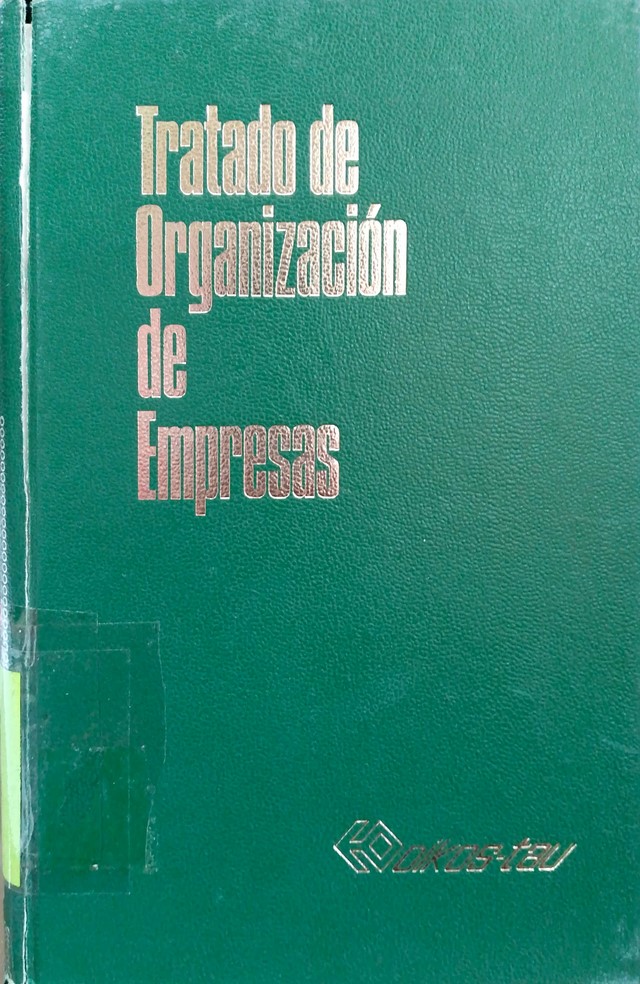 Tratado de
Organización
de
Empresas
oikos-tau